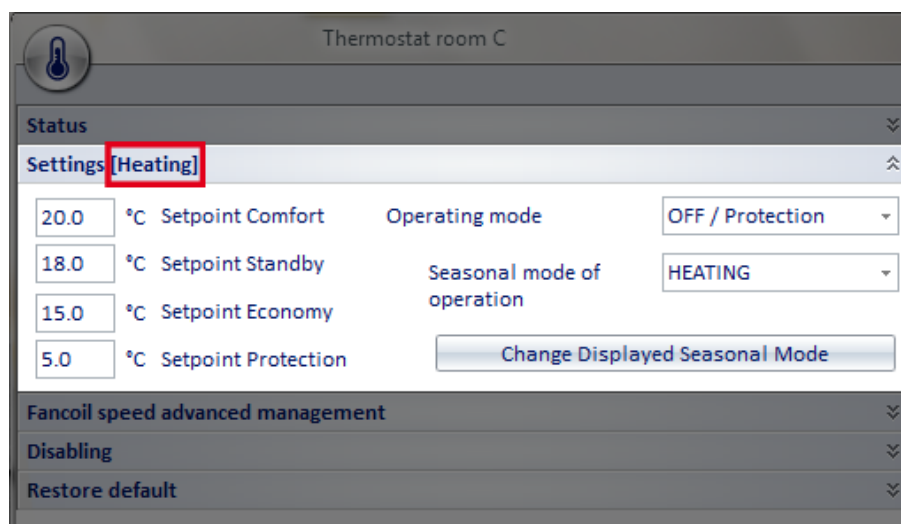 Thermostat room C
Status
Settings [Heating]
20.0 °C Setpoint Comfort Operating mode OFF / Protection
18.0 °C Setpoint Standby Seasonal mode of HEATING
operation
15.0 °C Setpoint Economy
5.0 °C Setpoint Protection Change Displayed Seasonal Mode
Fancoil speed advanced management
Disabling
Restore default